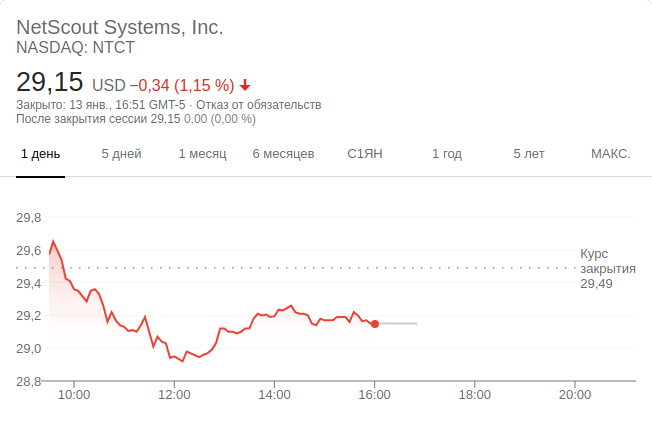 NetScout Systems, Inc.
NASDAQ: NTCT
29,15 USD −0,34 (1,15 %)
Закрыто: 13 янв., 16:51 GMT-5 · Отказ от обязательств
После закрытия сессии 29,15 0,00 (0,00 %)
1 день 5 дней 1 месяц 6 месяцев С1ЯН 1 год 5 лет МАКС.
29,8
29,6
Курс
закрытия
29,49
29,4
29,2
29,0
28,8
10:00 12:00 14:00 16:00 18:00 20:00